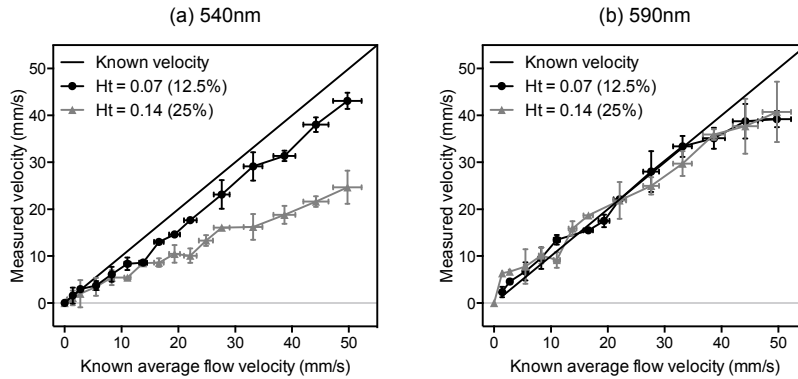 (a) 540nm
Measured velocity (mm/s)
50
40
30
20
10
0
Known velocity
Ht = 0.07 (12.5%)
Ht = 0.14 (25%)
0 10 20 30 40 50
Known average flow velocity (mm/s)
(b) 590nm
Measured velocity (mm/s)
50
40
30
20
10
0
Known velocity
Ht = 0.07 (12.5%)
Ht = 0.14 (25%)
0 10 20 30 40 50
Known average flow velocity (mm/s)